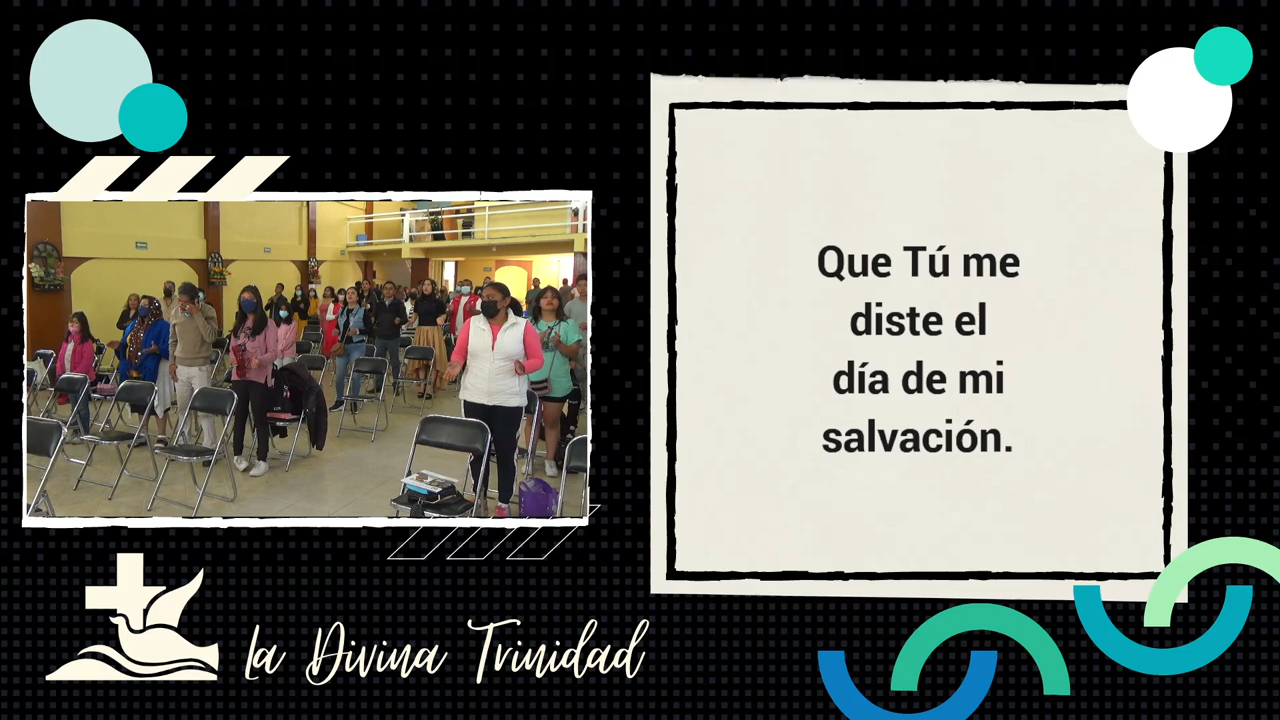 Que Tú me
diste el
día de mi
salvación.
La Divina Trinidad